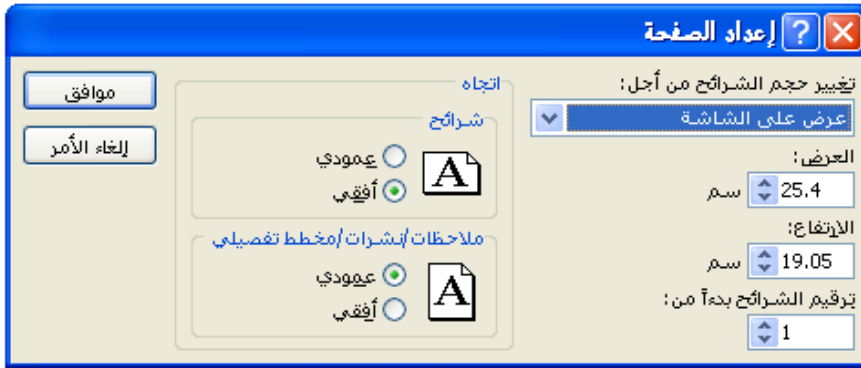 إعداد الصفحة
تغيير حجم الشرائح من أجل:
عرض على الشاشة
العرض:
25.4 سم
الارتفاع:
19.05 سم
ترقيم الشرائح بدءاً من:
1
اتجاه
شرائح
A
عمودي
أفقي
ملاحظات/نشرات/مخطط تفصيلي
A
عمودي
أفقي
موافق
إلغاء الأمر